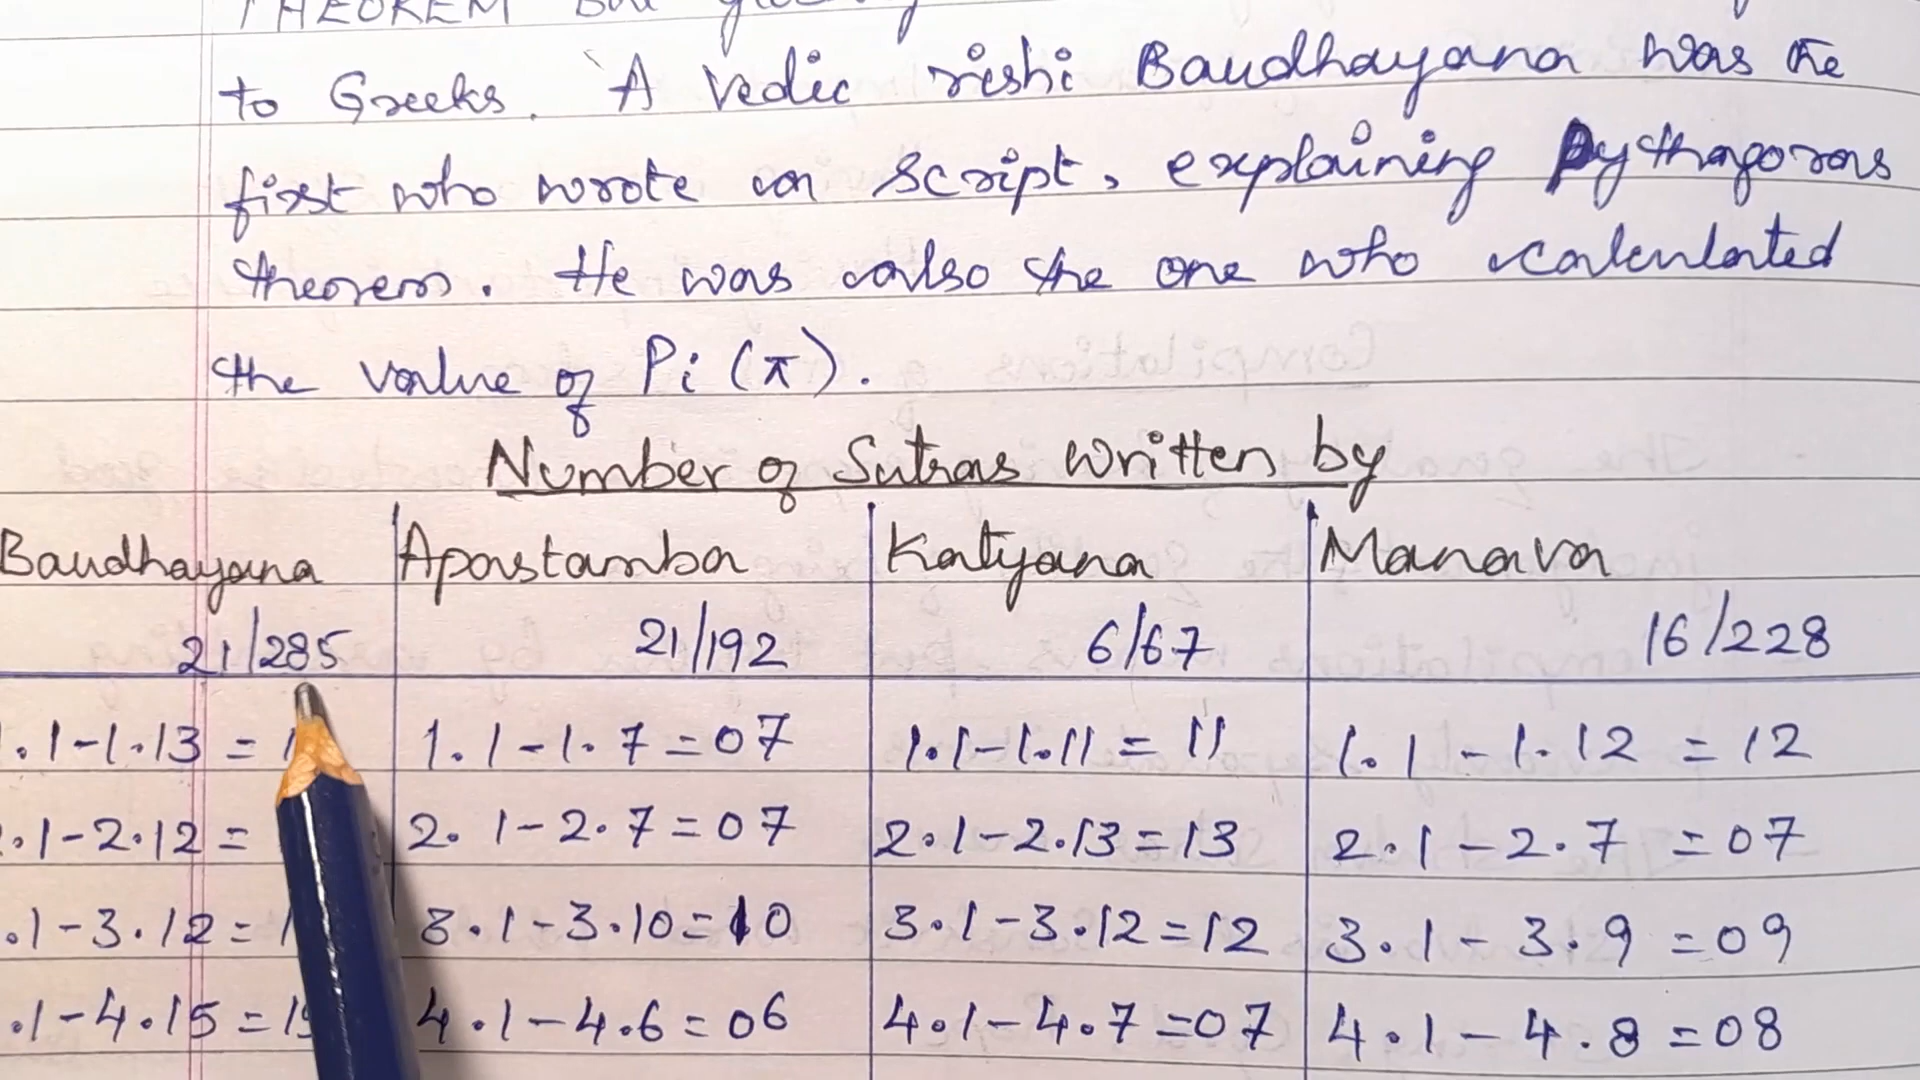 THEOREM
to Greeks. A Vedic rishi Baudhayana was the
first who wrote an script, explaining Pythagoras
theorem. He was also the one who calculated
the value of Pi (π).
Number of Sutras written by
Baudhayana Apastamba Katyana Manava
21/285 21/192 6/67 16/228
.1-1.13 = 1.1-1.7=07 1.1-1.11=11 1.1-1.12=12
.1-2.12= 2.1-2.7=07 2.1-2.13=13 2.1-2.7=07
.1-3.12= 3.1-3.10=10 3.1-3.12=12 3.1-3.9=09
.1-4.15= 4.1-4.6=06 4.1-4.7=07 4.1-4.8=08